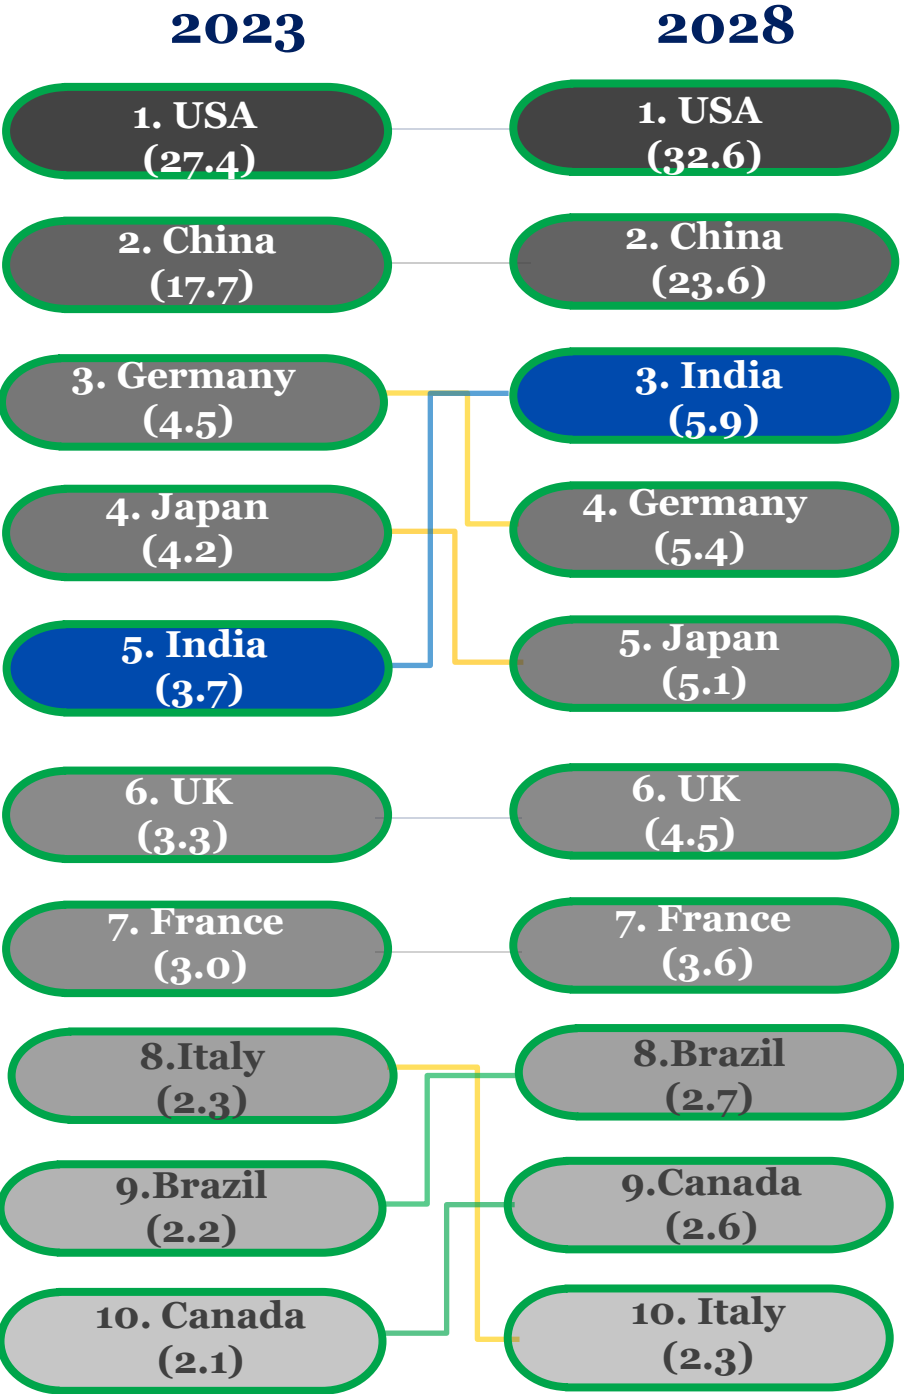 2023
2028
1. USA
(27.4)
1. USA
(32.6)
2. China
(17.7)
2. China
(23.6)
3. Germany
(4.5)
3. India
(5.9)
4. Japan
(4.2)
4. Germany
(5.4)
5. India
(3.7)
5. Japan
(5.1)
6. UK
(3.3)
6. UK
(4.5)
7. France
(3.0)
7. France
(3.6)
8.Italy
(2.3)
8.Brazil
(2.7)
9.Brazil
(2.2)
9.Canada
(2.6)
10. Canada
(2.1)
10. Italy
(2.3)